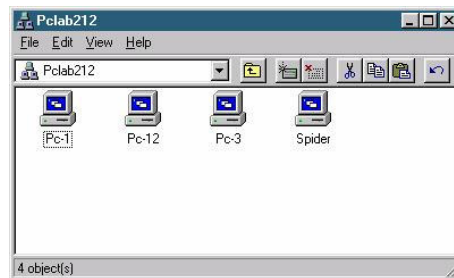 Pclab212
File Edit View Help
Pclab212
Pc-1 Pc-12 Pc-3 Spider
4 object(s)